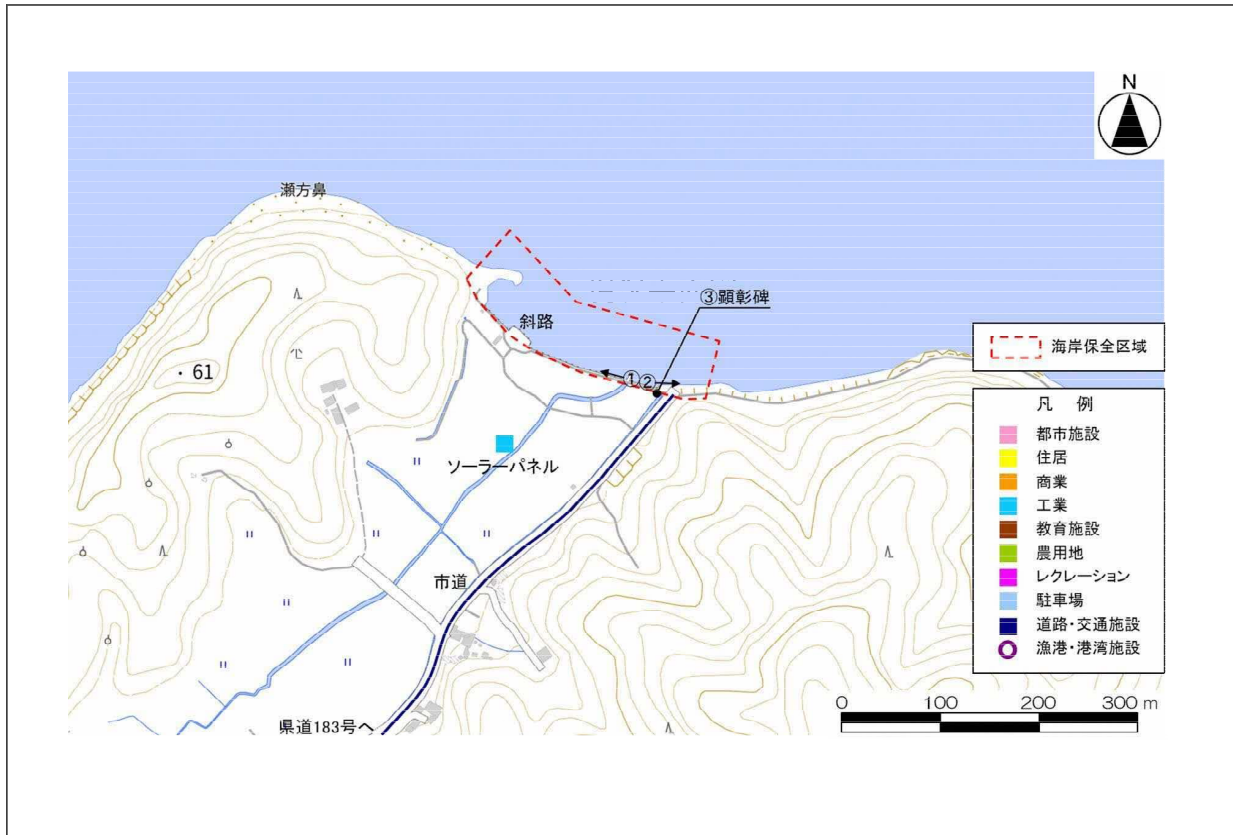 N
瀬方鼻
③顕彰碑
斜路
海岸保全区域
①②
・61
凡 例
都市施設
住居
商業
工業
教育施設
農用地
レクレーション
駐車場
道路・交通施設
漁港・港湾施設
ソーラーパネル
市道
県道183号へ
0 100 200 300 m